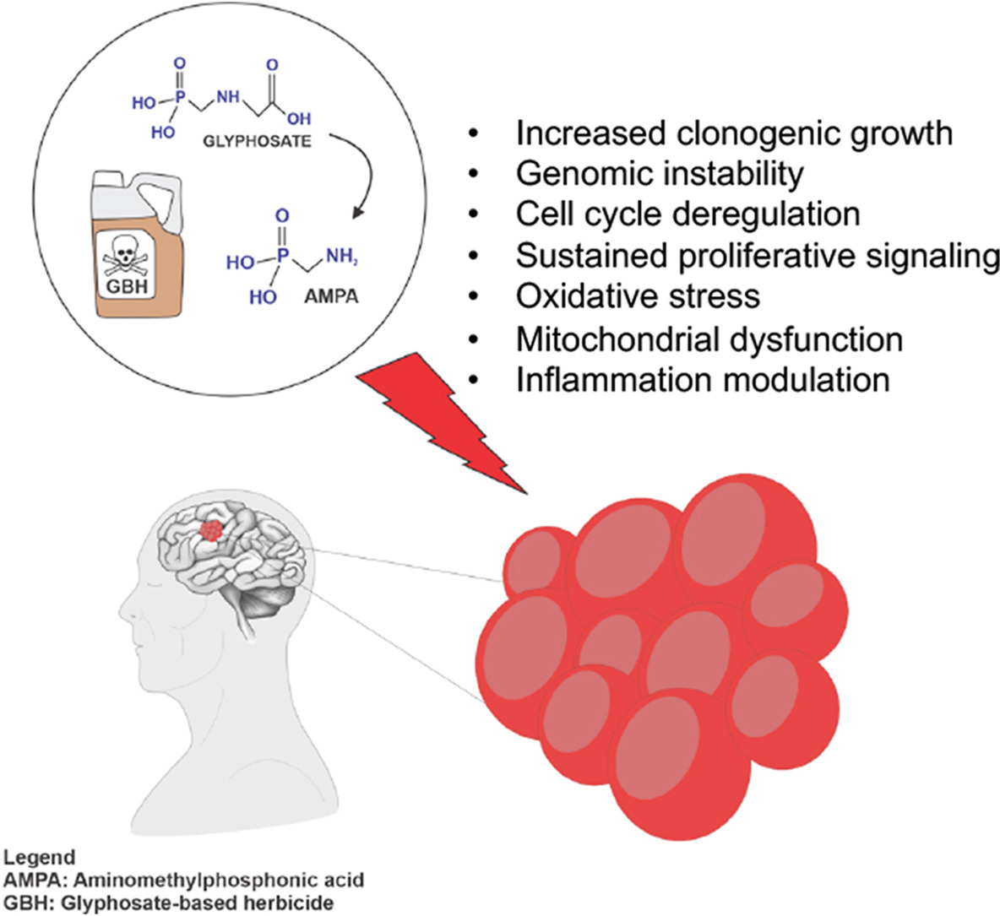 O
O
HO
P
NH
HO
OH
GLYPHOSATE
O
HO
P
NH₂
HO
AMPA
GBH
• Increased clonogenic growth
• Genomic instability
• Cell cycle deregulation
• Sustained proliferative signaling
• Oxidative stress
• Mitochondrial dysfunction
• Inflammation modulation
Legend
AMPA: Aminomethylphosphonic acid
GBH: Glyphosate-based herbicide